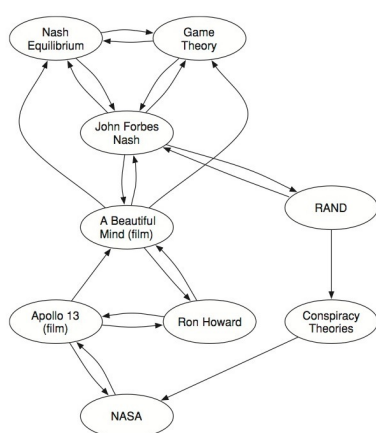 Nash
Equilibrium
Game
Theory
John Forbes
Nash
RAND
A Beautiful
Mind (film)
Apollo 13
(film)
Ron Howard
Conspiracy
Theories
NASA